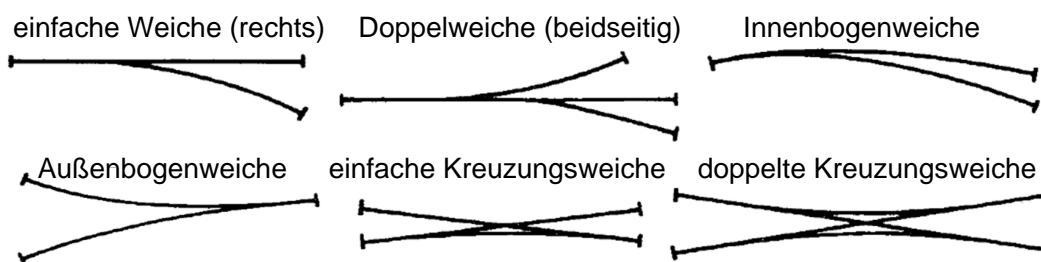 einfache Weiche (rechts)
Doppelweiche (beidseitig)
Innenbogenweiche
Außenbogenweiche
einfache Kreuzungsweiche
doppelte Kreuzungsweiche